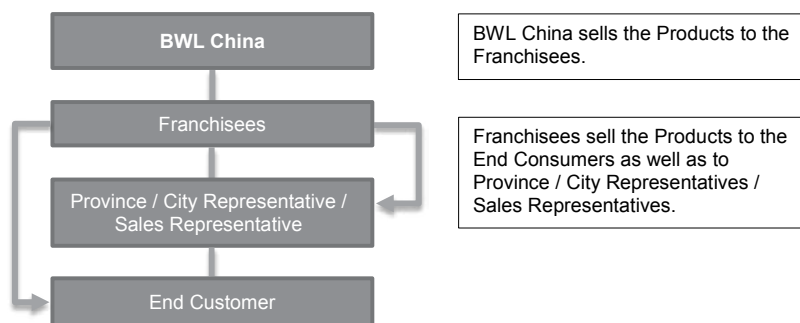 BWL China
BWL China sells the Products to the
Franchisees.
Franchisees
Franchisees sell the Products to the
End Consumers as well as to
Province / City Representatives /
Sales Representatives.
Province / City Representative /
Sales Representative
End Customer